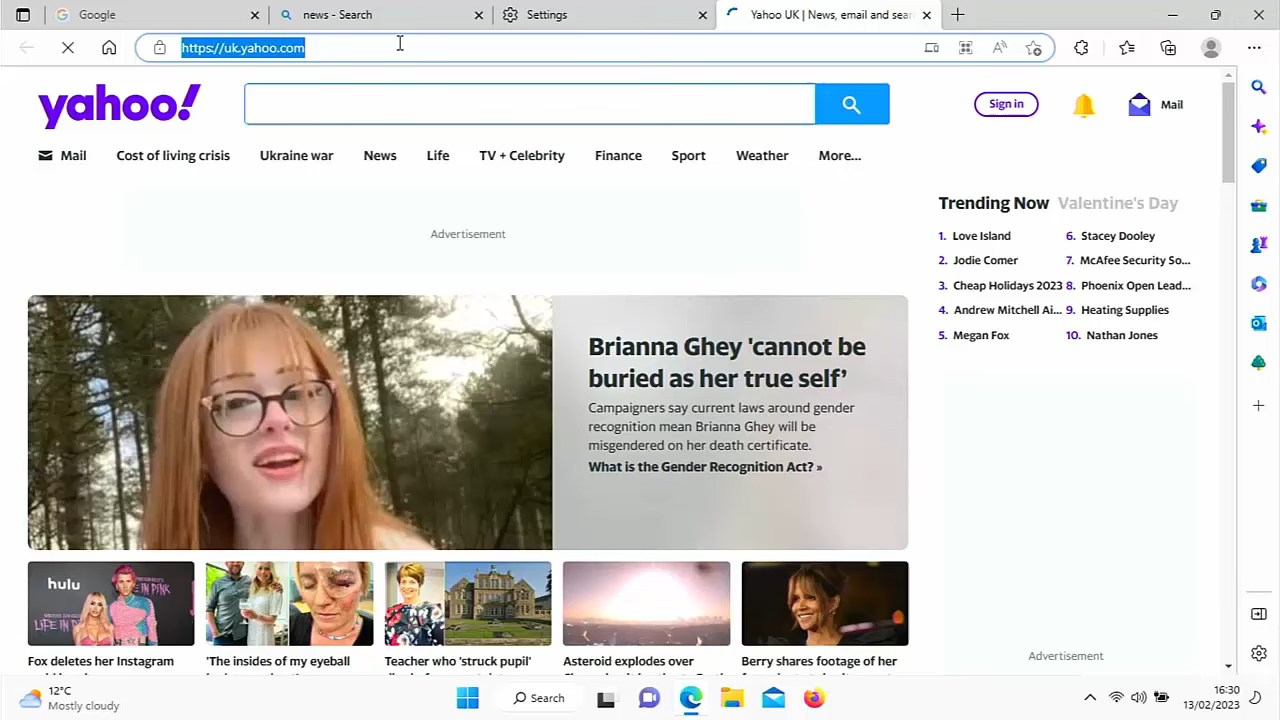 Google
news - Search
Settings
Yahoo UK | News, email and sear
https://uk.yahoo.com
yahoo!
Sign in
Mail
Mail
Cost of living crisis
Ukraine war
News
Life
TV + Celebrity
Finance
Sport
Weather
More...
Advertisement
Trending Now
Valentine's Day
1. Love Island
2. Jodie Comer
3. Cheap Holidays 2023
4. Andrew Mitchell Ai...
5. Megan Fox
6. Stacey Dooley
7. McAfee Security So...
8. Phoenix Open Lead...
9. Heating Supplies
10. Nathan Jones
Brianna Ghey 'cannot be
buried as her true self’
Campaigners say current laws around gender
recognition mean Brianna Ghey will be
misgendered on her death certificate.
What is the Gender Recognition Act? »
hulu
LIFE IN PINK
Fox deletes her Instagram
'The insides of my eyeball
Teacher who 'struck pupil'
Asteroid explodes over
Berry shares footage of her
Advertisement
12°C
Mostly cloudy
Search
16:30
13/02/2023